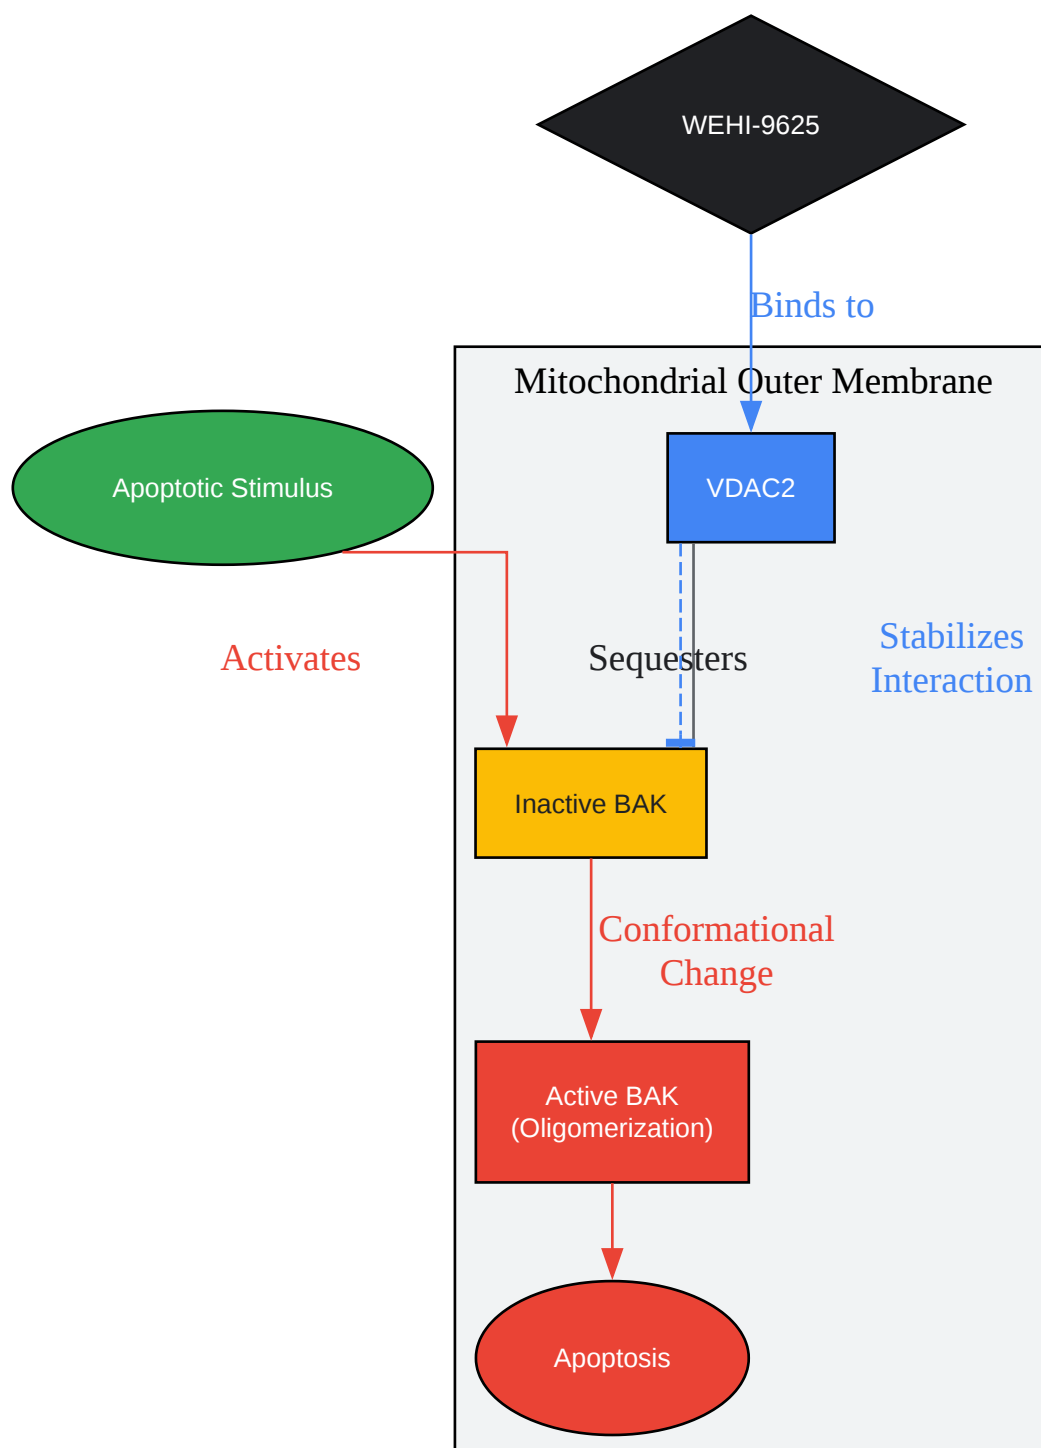 WEHI-9625
Binds to
Mitochondrial Outer Membrane
Apoptotic Stimulus
VDAC2
Activates
Sequesters
Stabilizes
Interaction
Inactive BAK
Conformational
Change
Active BAK
(Oligomerization)
Apoptosis